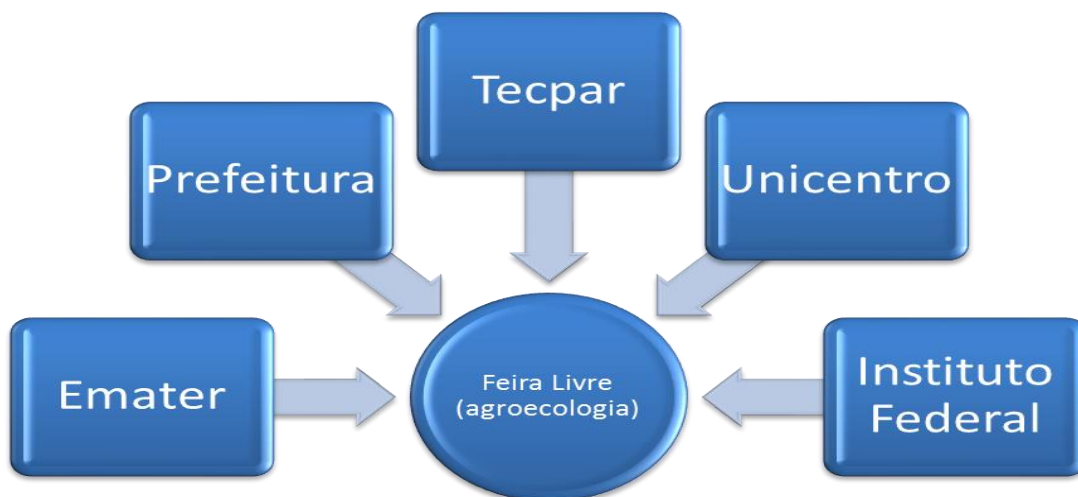 Tecpar
Prefeitura
Unicentro
Emater
Feira Livre
(agroecologia)
Instituto
Federal